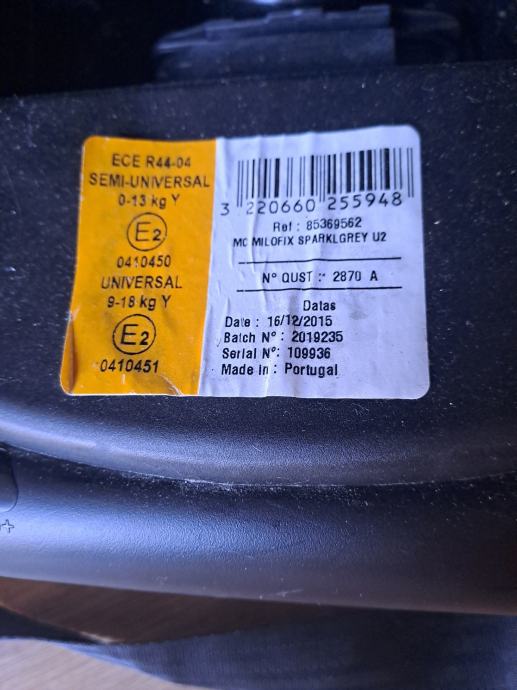 ECE R44-04
SEMI-UNIVERSAL
0-13 kg Y
E2
0410450
UNIVERSAL
9-18 kg Y
E2
0410451
3 220660 255948
Ref : 85369562
MC MILOFIX SPARKLGREY U2
N° QUST : 2870 A
Datas
Date : 16/12/2015
Batch N° : 2019235
Serial N°: 109936
Made in : Portugal